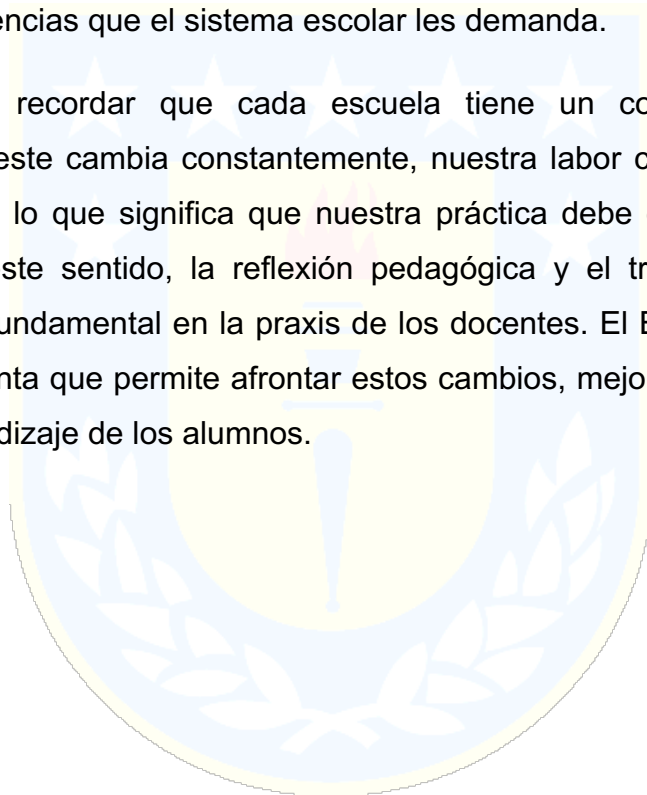 encias que el sistema escolar les demanda.
recordar que cada escuela tiene un co
este cambia constantemente, nuestra labor
lo que significa que nuestra práctica debe
ste sentido, la reflexión pedagógica y el tr
undamental en la praxis de los docentes. El
nta que permite afrontar estos cambios, mejo
dizaje de los alumnos.